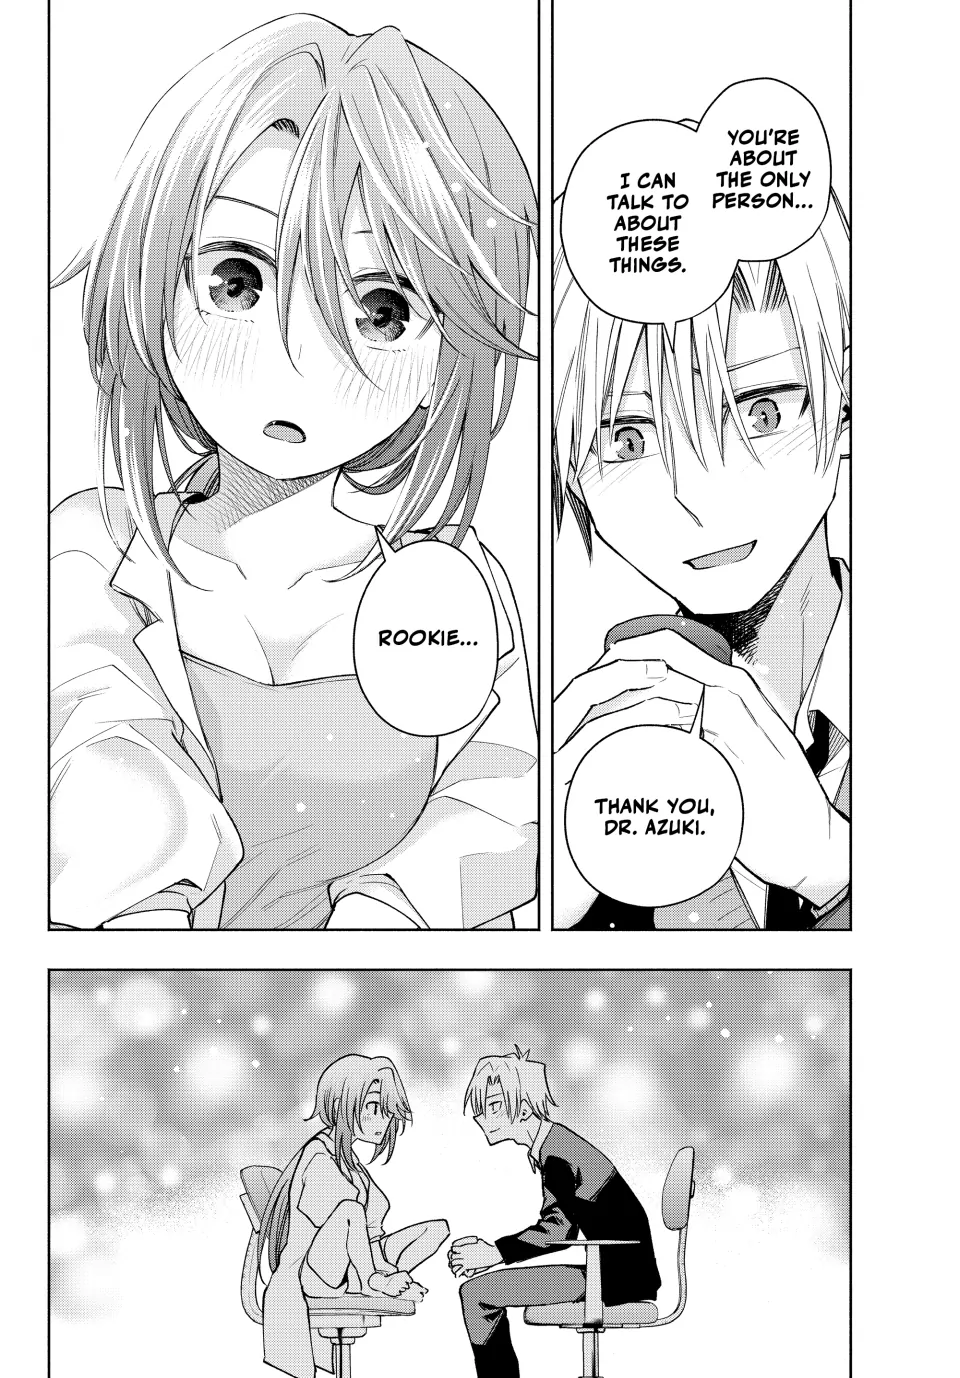 YOU'RE
ABOUT
THE ONLY
PERSON...
I CAN
TALK TO
ABOUT
THESE
THINGS.
THANK YOU,
DR. AZUKI.
ROOKIE...